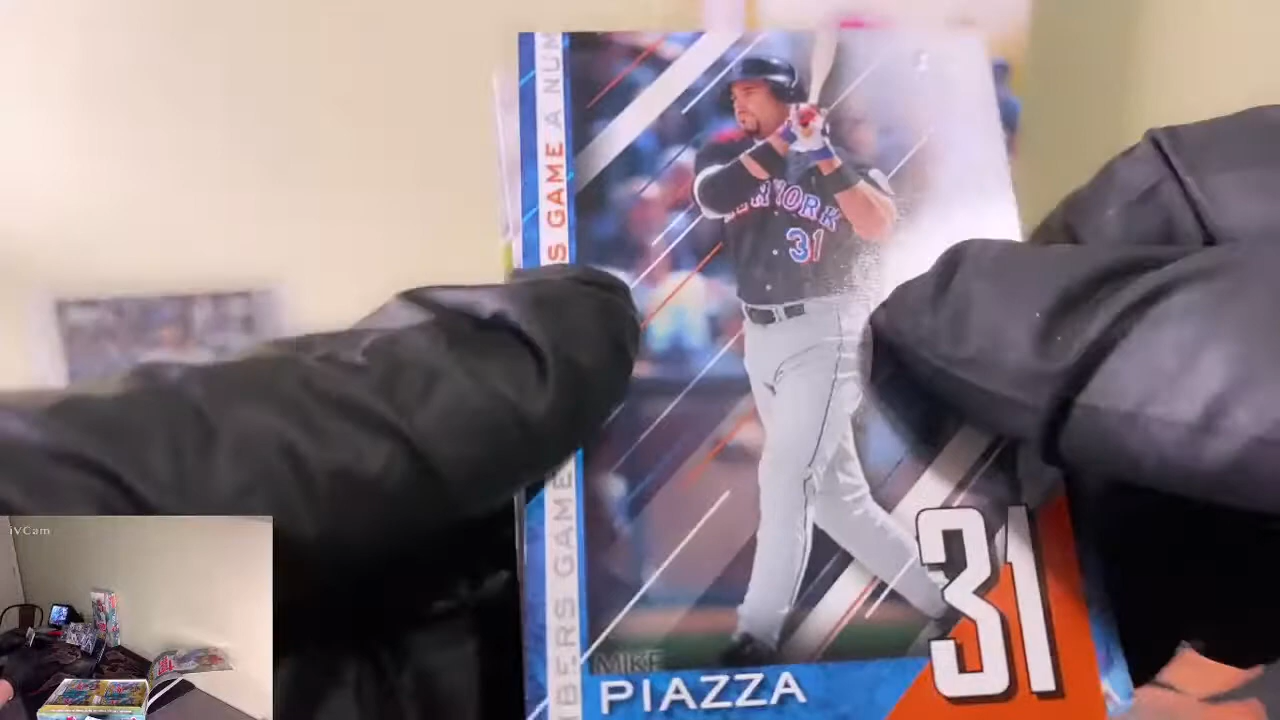 S GAME A NUM
BERS GAME
NEW YORK
31
31
MIKE
PIAZZA
iVCam